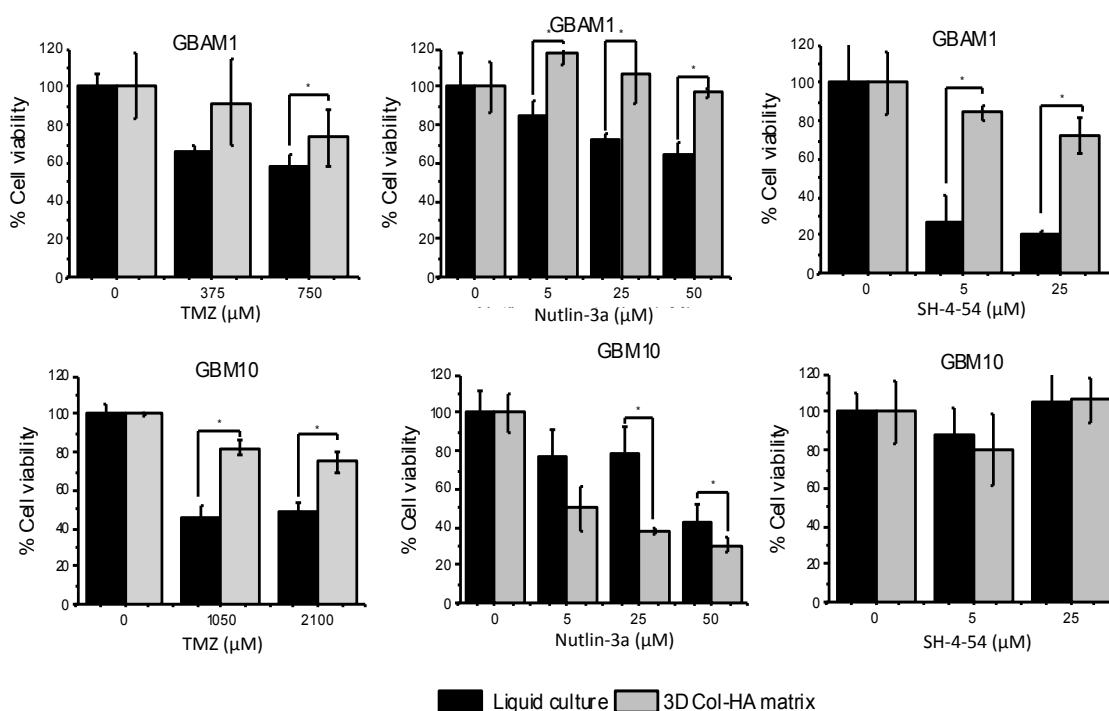 GBAM1
120
100
80
60
40
20
0
% Cell viability
*
0 375 750
TMZ (µM)
GBAM1
120
100
80
60
40
20
0
% Cell viability
* * *
0 5 25 50
Nutlin-3a (µM)
GBAM1
120
100
80
60
40
20
0
% Cell viability
* *
0 5 25
SH-4-54 (µM)
GBM10
120
100
80
60
40
20
0
% Cell viability
* *
0 1050 2100
TMZ (µM)
GBM10
120
100
80
60
40
20
0
% Cell viability
* *
0 5 25 50
Nutlin-3a (µM)
GBM10
120
100
80
60
40
20
0
% Cell viability
0 5 25
SH-4-54 (µM)
Liquid culture 3D Col-HA matrix